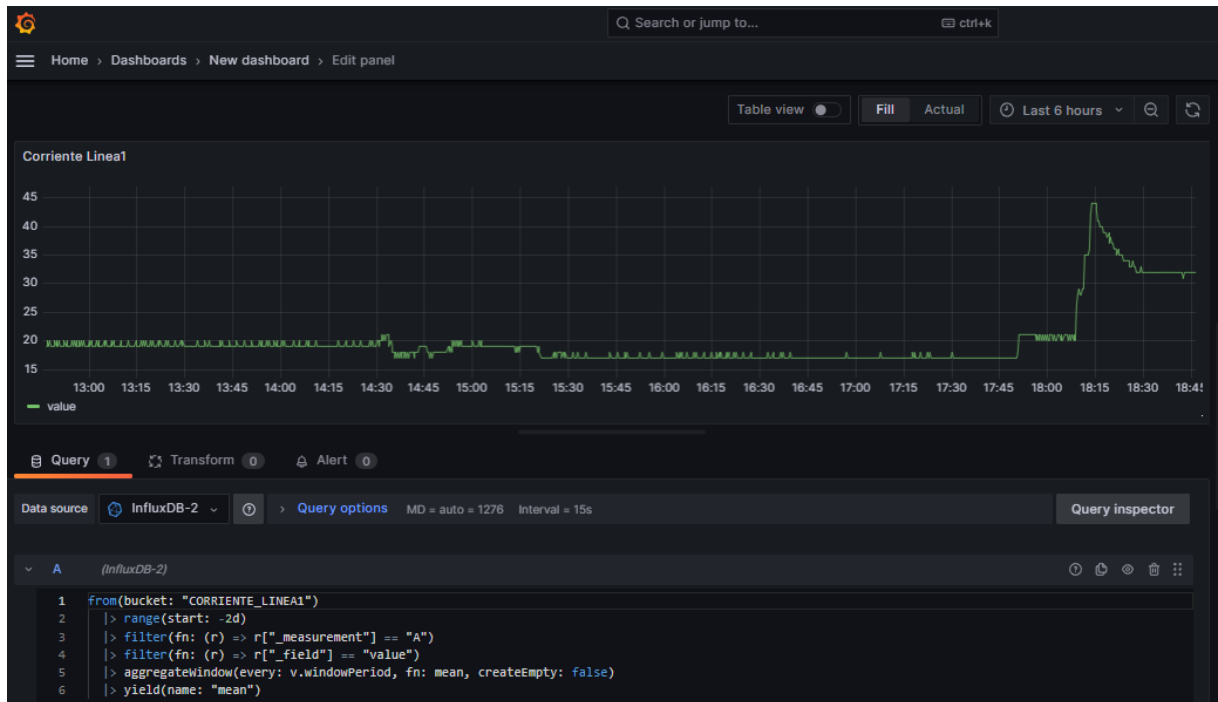 Search or jump to... ctrl+k
Home › Dashboards › New dashboard › Edit panel
Table view Fill Actual Last 6 hours
Corriente Linea1
45
40
35
30
25
20
15
13:00 13:15 13:30 13:45 14:00 14:15 14:30 14:45 15:00 15:15 15:30 15:45 16:00 16:15 16:30 16:45 17:00 17:15 17:30 17:45 18:00 18:15 18:30 18:45
value
Query 1 Transform 0 Alert 0
Data source InfluxDB-2 › Query options MD = auto = 1276 Interval = 15s Query inspector
A (InfluxDB-2)
1 from(bucket: "CORRIENTE_LINEA1")
2 |> range(start: -2d)
3 |> filter(fn: (r) => r["_measurement"] == "A")
4 |> filter(fn: (r) => r["_field"] == "value")
5 |> aggregateWindow(every: v.windowPeriod, fn: mean, createEmpty: false)
6 |> yield(name: "mean")